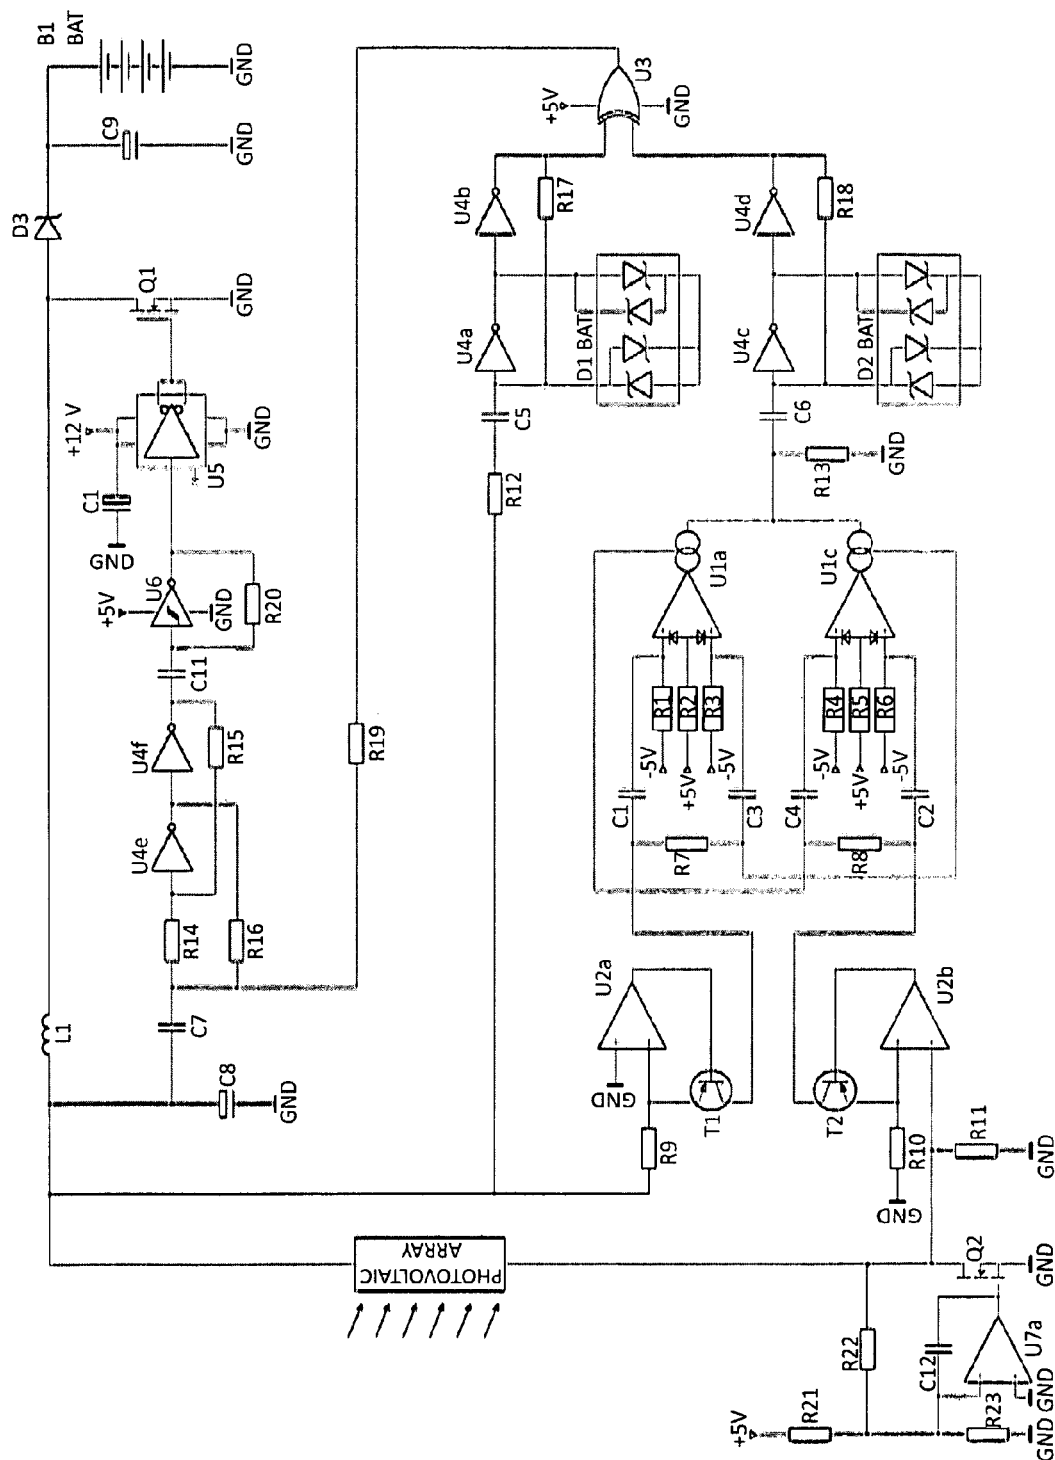 B1
BAT
GND
C9
GND
D3
Q1
GND
+12 V
C1
GND
U5
GND
U6
+5V
GND
R20
C11
U4f
R15
U4e
R14
R16
C7
L1
C8
GND
R19
U3
+5V
GND
U4b
R17
U4a
D1 BAT
C5
R12
U4d
R18
U4c
D2 BAT
C6
R13
GND
U1a
U1c
R1
R2
R3
-5V
+5V
-5V
C1
C3
R7
R4
R5
R6
-5V
+5V
-5V
C4
C2
R8
U2a
GND
T1
R9
U2b
T2
R10
GND
R11
GND
PHOTOVOLTAIC
ARRAY
Q2
GND
R22
C12
U7a
GND
R23
GND
R21
+5V